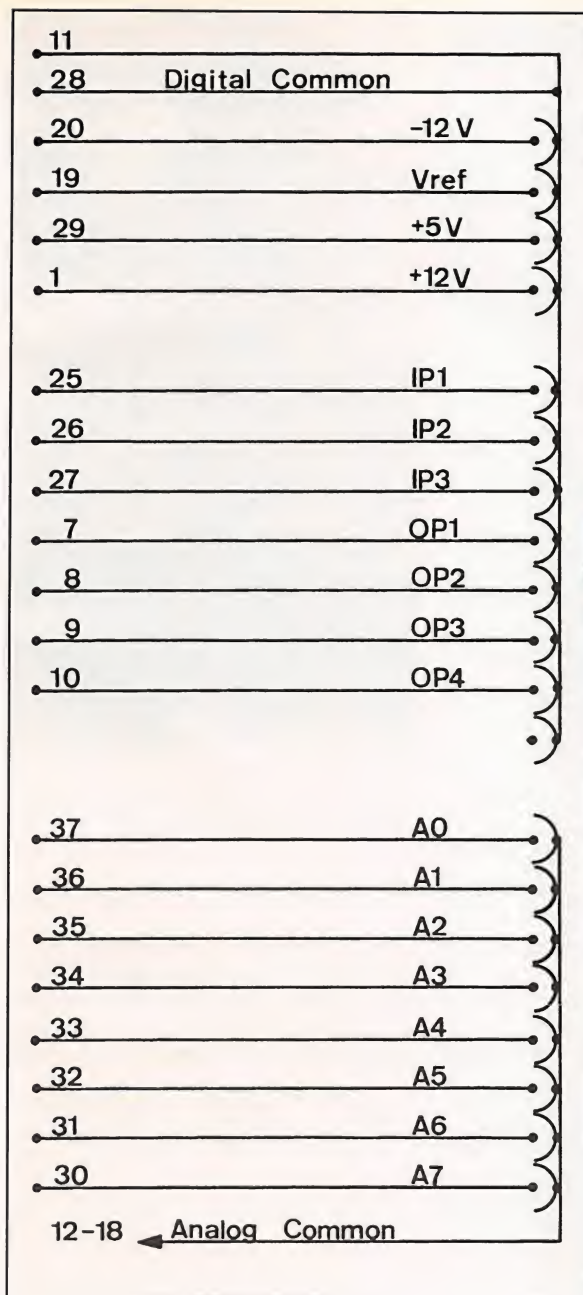 11
28 Digital Common
20 -12 V
19 Vref
29 +5V
1 +12V
25 IP1
26 IP2
27 IP3
7 OP1
8 OP2
9 OP3
10 OP4
37 A0
36 A1
35 A2
34 A3
33 A4
32 A5
31 A6
30 A7
12-18 Analog Common